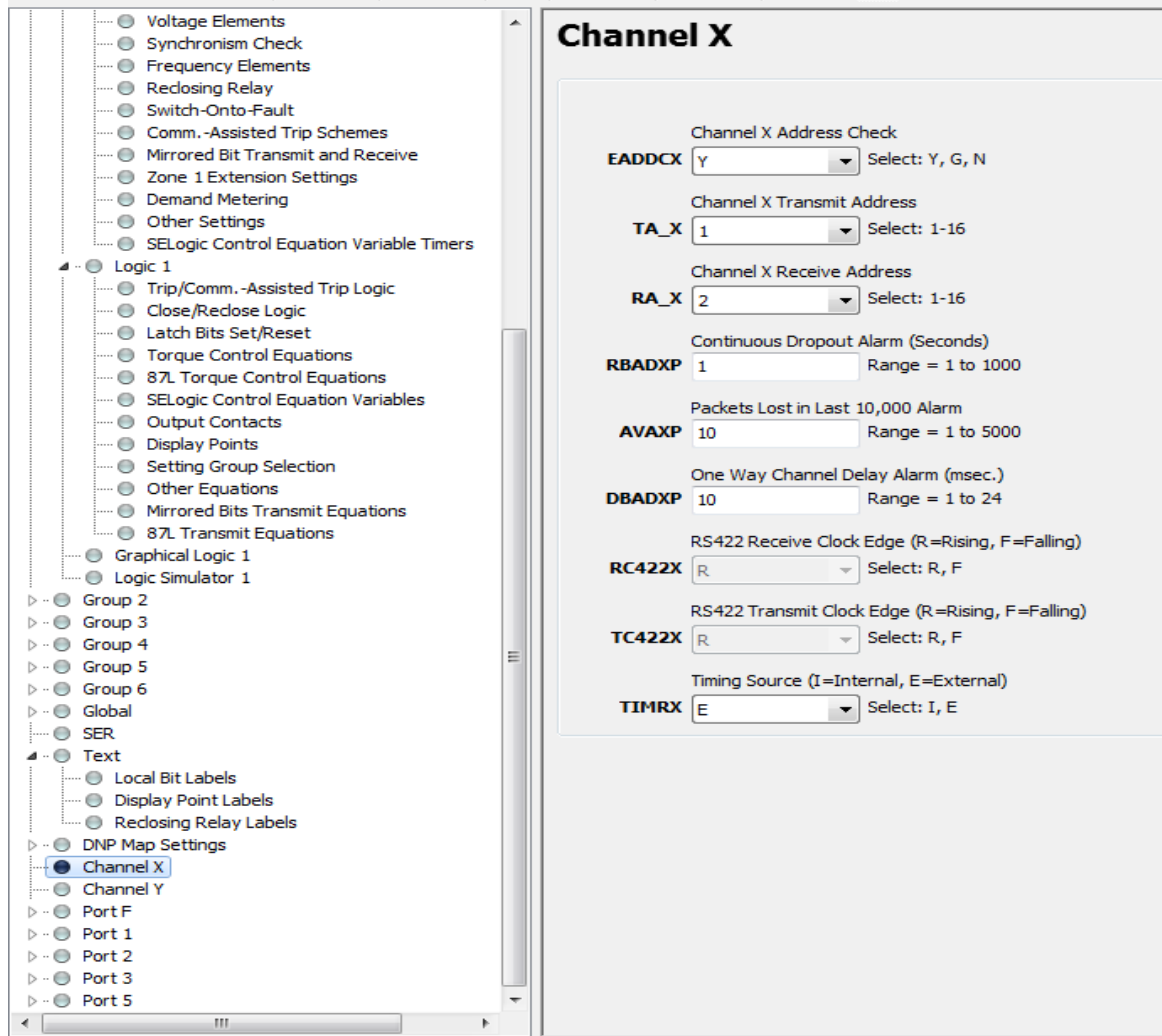 Voltage Elements
Synchronism Check
Frequency Elements
Reclosing Relay
Switch-Onto-Fault
Comm.-Assisted Trip Schemes
Mirrored Bit Transmit and Receive
Zone 1 Extension Settings
Demand Metering
Other Settings
SELogic Control Equation Variable Timers
Logic 1
Trip/Comm.-Assisted Trip Logic
Close/Reclose Logic
Latch Bits Set/Reset
Torque Control Equations
87L Torque Control Equations
SELogic Control Equation Variables
Output Contacts
Display Points
Setting Group Selection
Other Equations
Mirrored Bits Transmit Equations
87L Transmit Equations
Graphical Logic 1
Logic Simulator 1
Group 2
Group 3
Group 4
Group 5
Group 6
Global
SER
Text
Local Bit Labels
Display Point Labels
Reclosing Relay Labels
DNP Map Settings
Channel X
Channel Y
Port F
Port 1
Port 2
Port 3
Port 5
Channel X
Channel X Address Check
EADDCX Y Select: Y, G, N
Channel X Transmit Address
TA_X 1 Select: 1-16
Channel X Receive Address
RA_X 2 Select: 1-16
Continuous Dropout Alarm (Seconds)
RBADXP 1 Range = 1 to 1000
Packets Lost in Last 10,000 Alarm
AVAXP 10 Range = 1 to 5000
One Way Channel Delay Alarm (msec.)
DBADXP 10 Range = 1 to 24
RS422 Receive Clock Edge (R=Rising, F=Falling)
RC422X R Select: R, F
RS422 Transmit Clock Edge (R=Rising, F=Falling)
TC422X R Select: R, F
Timing Source (I=Internal, E=External)
TIMRX E Select: I, E